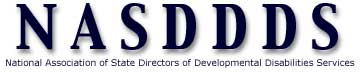 NASDDDS
National Association of State Directors of Developmental Disabilities Services